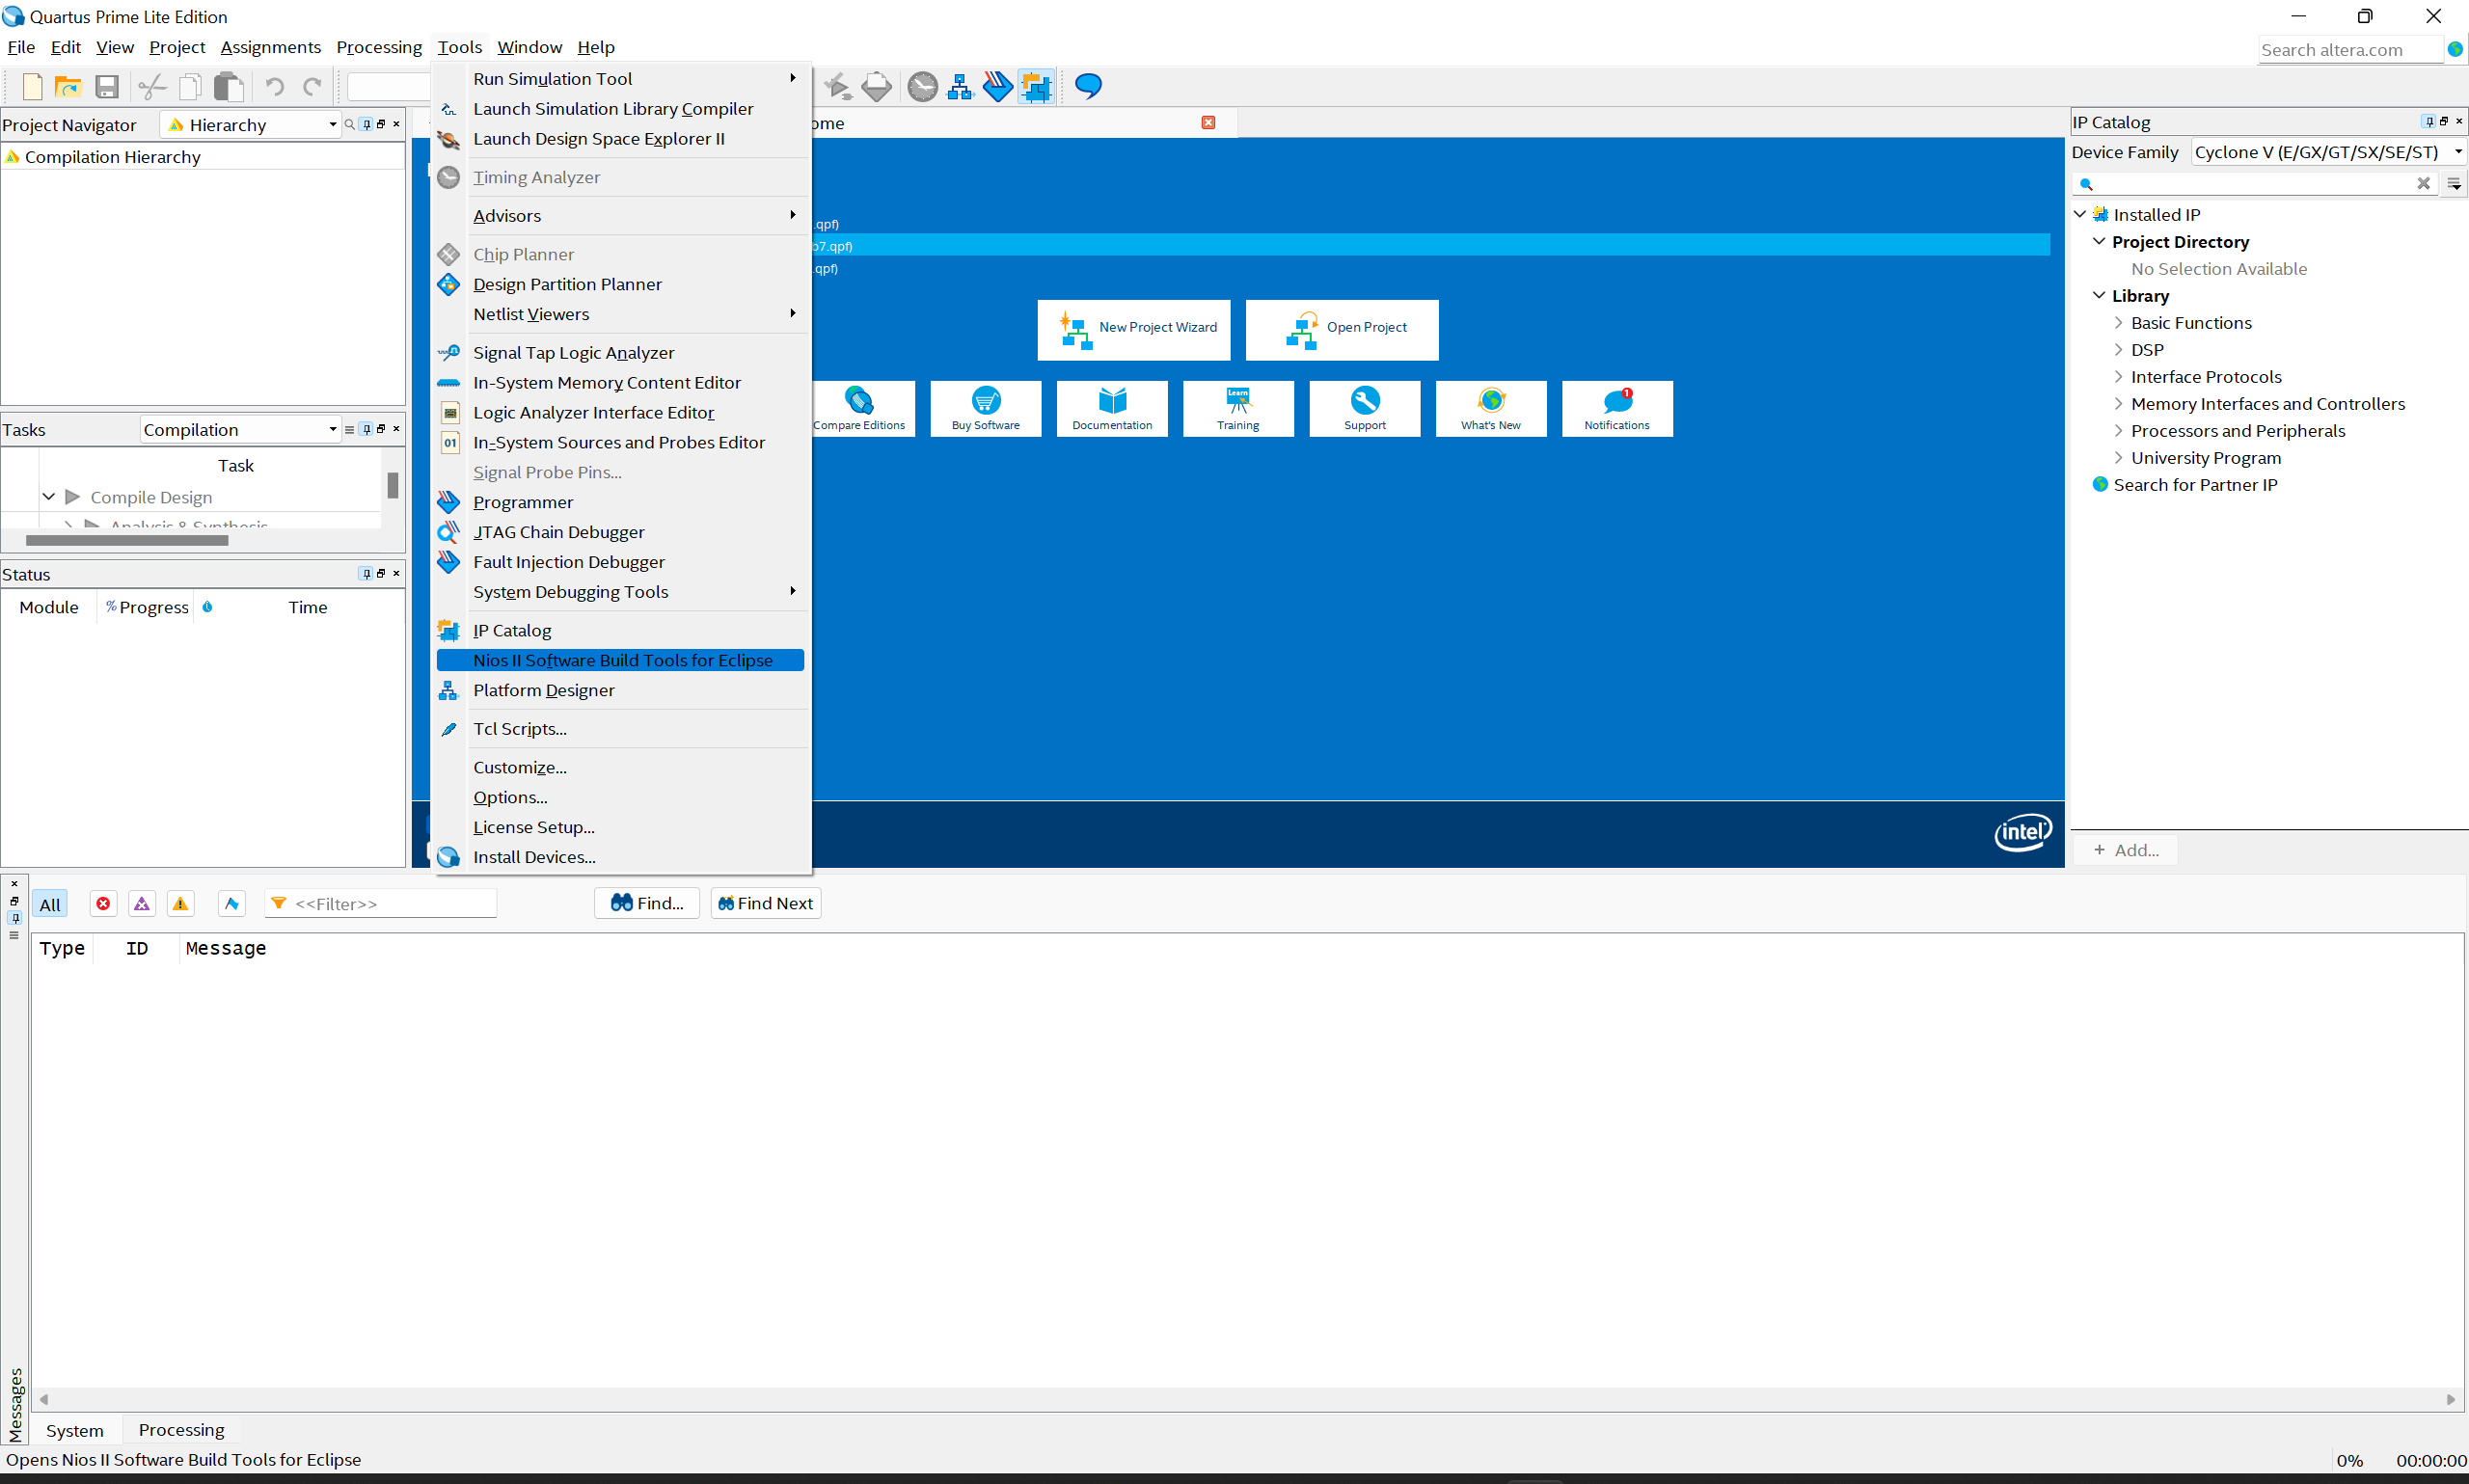 Quartus Prime Lite Edition
File Edit View Project Assignments Processing Tools Window Help
Search altera.com
Project Navigator
Hierarchy
Compilation Hierarchy
Tasks
Compilation
Task
Compile Design
Analysis & Synthesis
Status
Module
% Progress
Time
Run Simulation Tool
Launch Simulation Library Compiler
Launch Design Space Explorer II
Timing Analyzer
Advisors
Chip Planner
Design Partition Planner
Netlist Viewers
Signal Tap Logic Analyzer
In-System Memory Content Editor
Logic Analyzer Interface Editor
In-System Sources and Probes Editor
Signal Probe Pins...
Programmer
JTAG Chain Debugger
Fault Injection Debugger
System Debugging Tools
IP Catalog
Nios II Software Build Tools for Eclipse
Platform Designer
Tcl Scripts...
Customize...
Options...
License Setup...
Install Devices...
ome
.qpf)
b7.qpf)
.qpf)
New Project Wizard
Open Project
Compare Editions
Buy Software
Documentation
Learn
Training
Support
What's New
1
Notifications
intel
IP Catalog
Device Family
Cyclone V (E/GX/GT/SX/SE/ST)
Installed IP
Project Directory
No Selection Available
Library
Basic Functions
DSP
Interface Protocols
Memory Interfaces and Controllers
Processors and Peripherals
University Program
Search for Partner IP
+ Add...
All
<<Filter>>
Find...
Find Next
Type ID Message
Messages
System
Processing
Opens Nios II Software Build Tools for Eclipse
0%
00:00:00